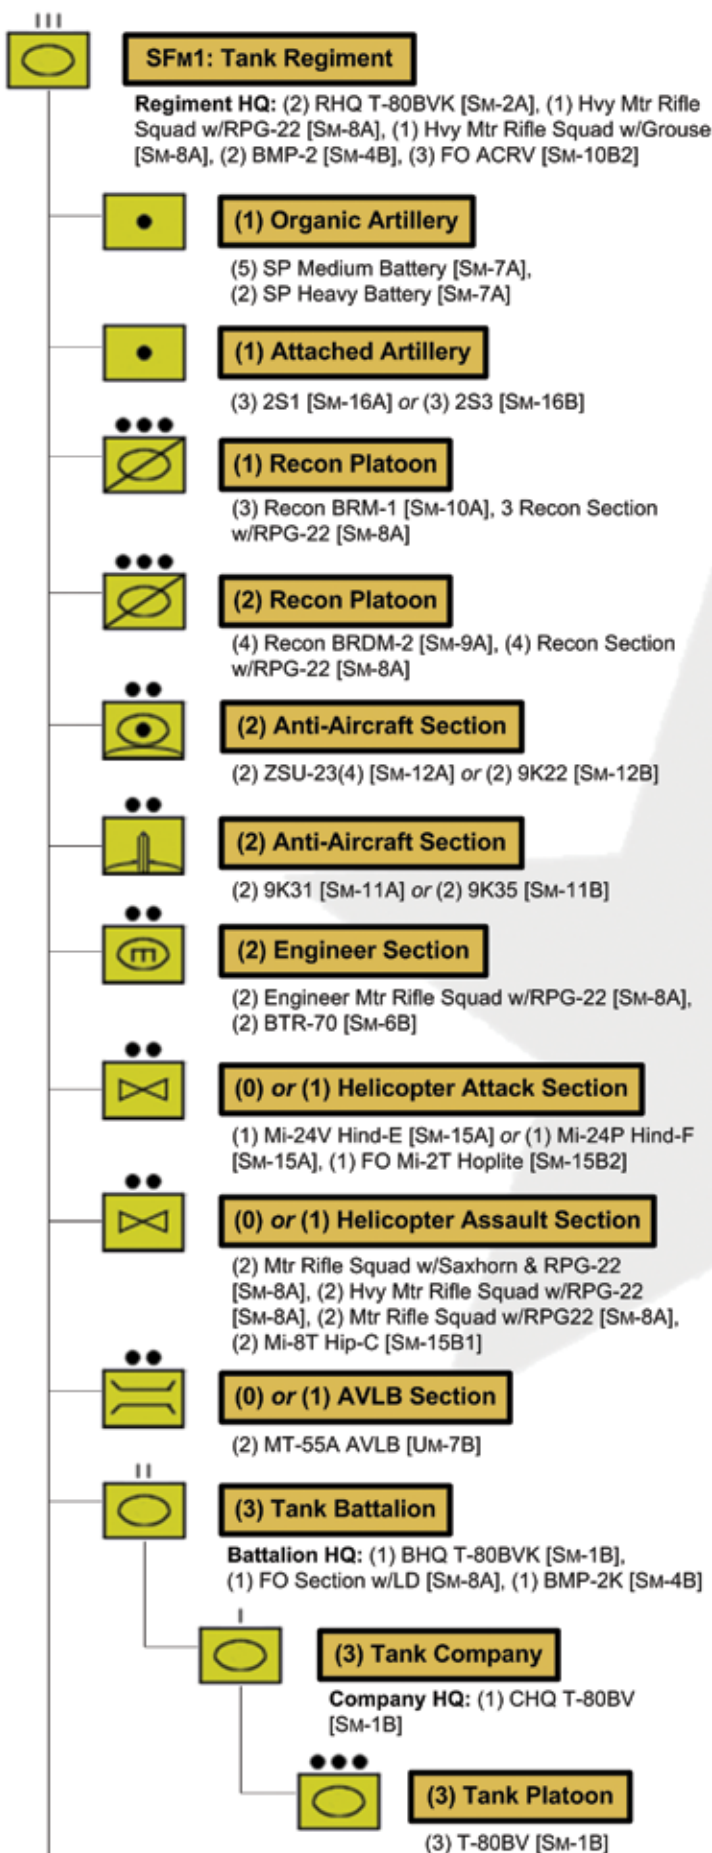 SFM1: Tank Regiment
Regiment HQ: (2) RHQ T-80BVK [SM-2A], (1) Hvy Mtr Rifle
Squad w/RPG-22 [SM-8A], (1) Hvy Mtr Rifle Squad w/Grouse
[SM-8A], (2) BMP-2 [SM-4B], (3) FO ACRV [SM-10B2]
(1) Organic Artillery
(5) SP Medium Battery [SM-7A],
(2) SP Heavy Battery [SM-7A]
(1) Attached Artillery
(3) 2S1 [SM-16A] or (3) 2S3 [SM-16B]
(1) Recon Platoon
(3) Recon BRM-1 [SM-10A], 3 Recon Section
w/RPG-22 [SM-8A]
(2) Recon Platoon
(4) Recon BRDM-2 [SM-9A], (4) Recon Section
w/RPG-22 [SM-8A]
(2) Anti-Aircraft Section
(2) ZSU-23(4) [SM-12A] or (2) 9K22 [SM-12B]
(2) Anti-Aircraft Section
(2) 9K31 [SM-11A] or (2) 9K35 [SM-11B]
(2) Engineer Section
(2) Engineer Mtr Rifle Squad w/RPG-22 [SM-8A],
(2) BTR-70 [SM-6B]
(0) or (1) Helicopter Attack Section
(1) Mi-24V Hind-E [SM-15A] or (1) Mi-24P Hind-F
[SM-15A], (1) FO Mi-2T Hoplite [SM-15B2]
(0) or (1) Helicopter Assault Section
(2) Mtr Rifle Squad w/Saxhorn & RPG-22
[SM-8A], (2) Hvy Mtr Rifle Squad w/RPG-22
[SM-8A], (2) Mtr Rifle Squad w/RPG22 [SM-8A],
(2) Mi-8T Hip-C [SM-15B1]
(0) or (1) AVLB Section
(2) MT-55A AVLB [UM-7B]
(3) Tank Battalion
Battalion HQ: (1) BHQ T-80BVK [SM-1B],
(1) FO Section w/LD [SM-8A], (1) BMP-2K [SM-4B]
(3) Tank Company
Company HQ: (1) CHQ T-80BV
[SM-1B]
(3) Tank Platoon
(3) T-80BV [SM-1B]